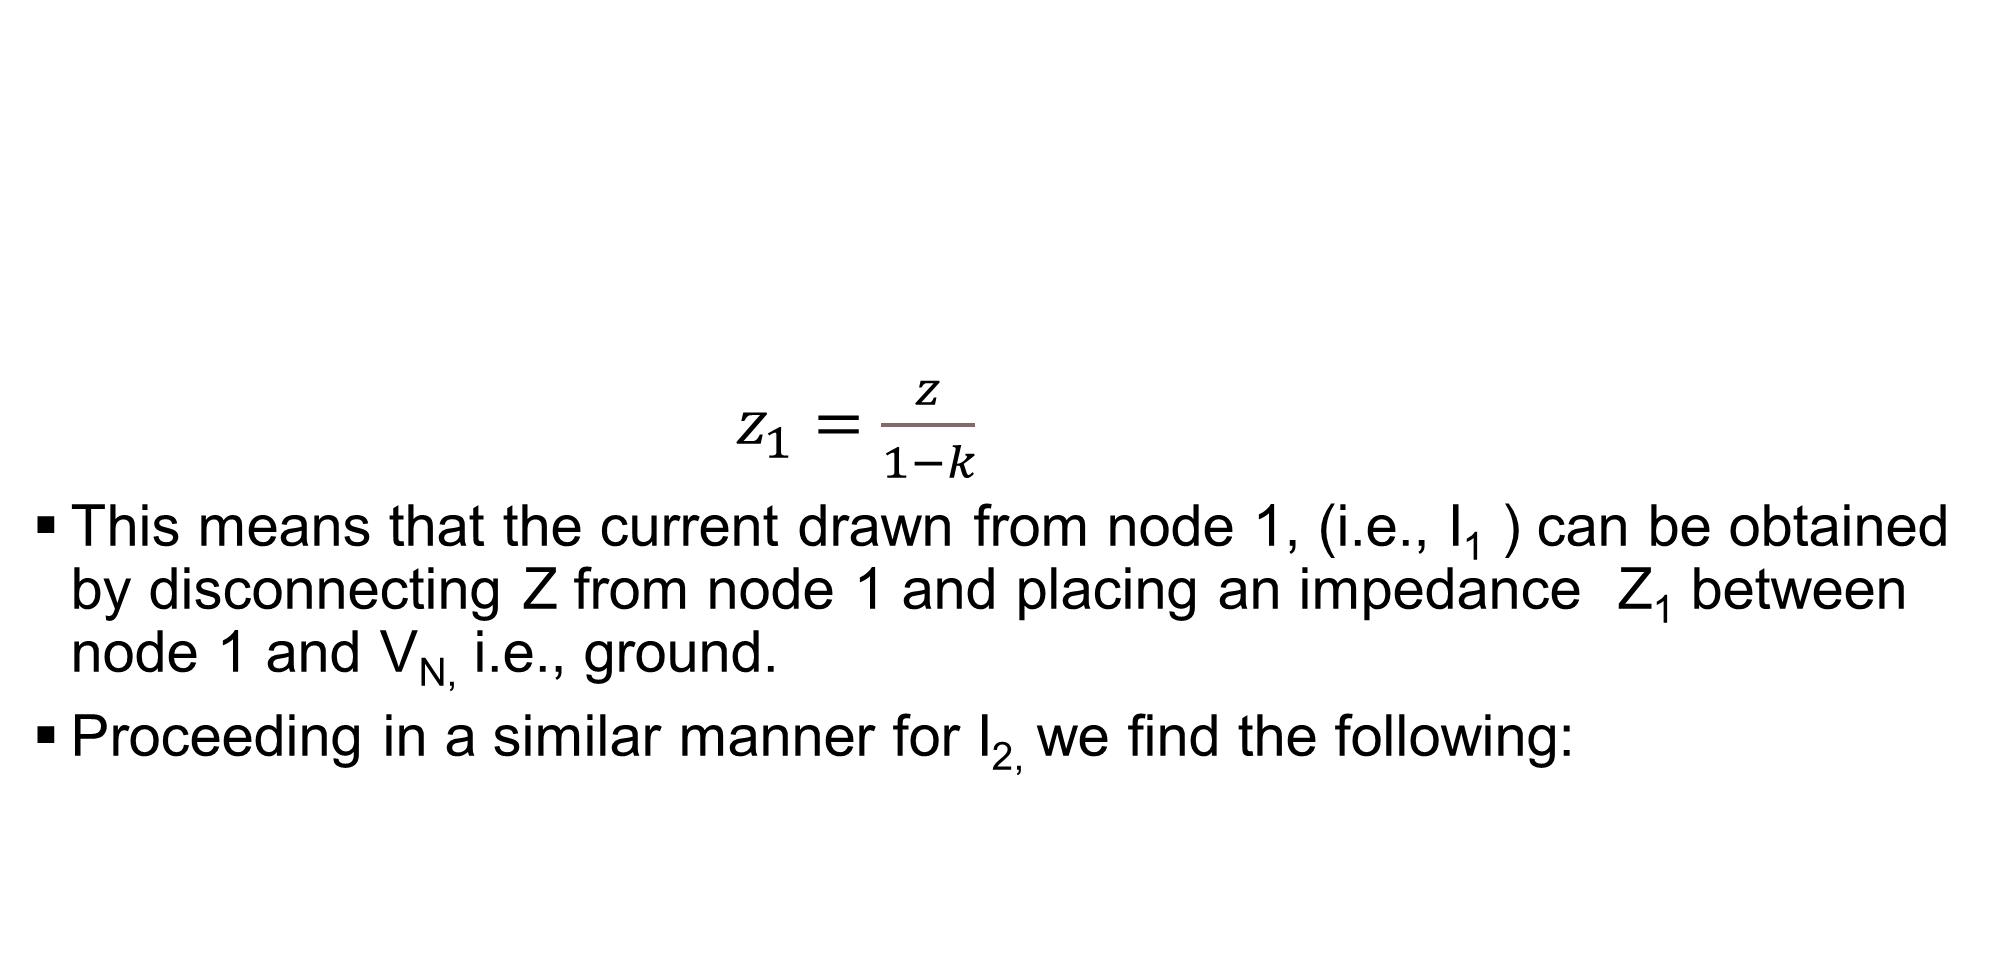 z₁ = z/(1−k)
▪ This means that the current drawn from node 1, (i.e., I₁ ) can be obtained
by disconnecting Z from node 1 and placing an impedance Z₁ between
node 1 and V_N, i.e., ground.
▪ Proceeding in a similar manner for I₂, we find the following: